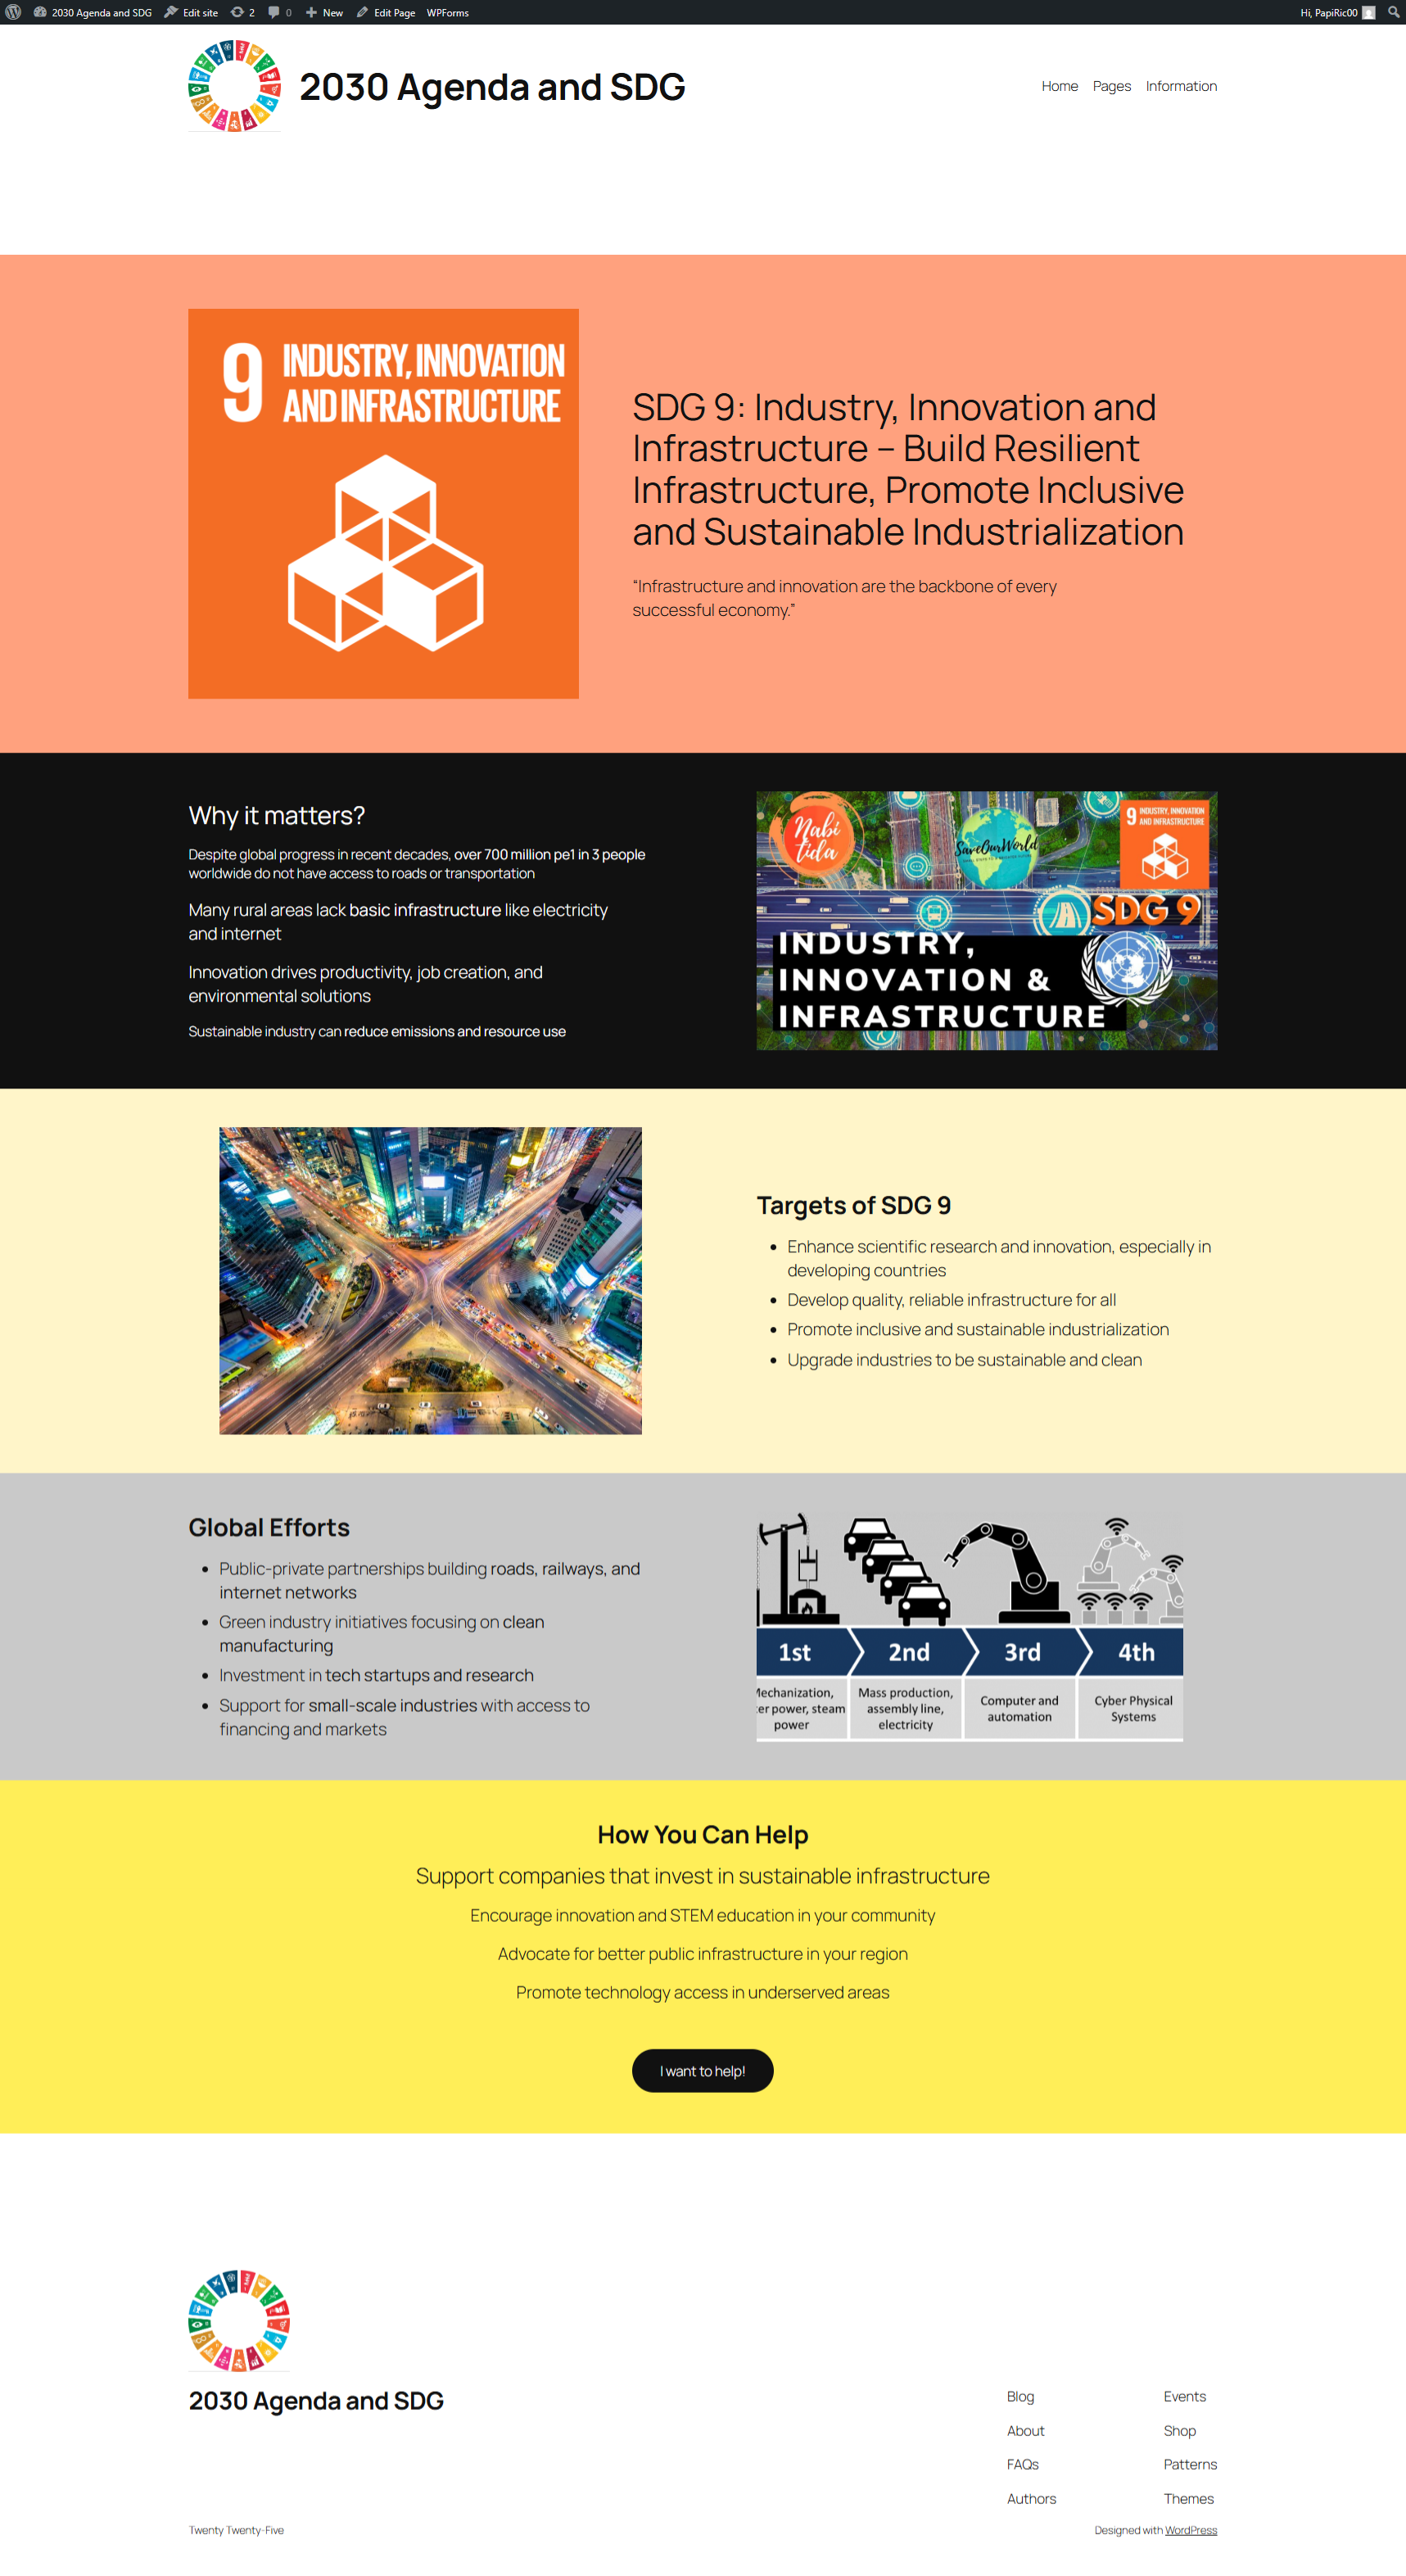 2030 Agenda and SDG Edit site 2 0 New Edit Page WPForms Hi, PapiRic00
2030 Agenda and SDG
Home Pages Information
9 INDUSTRY, INNOVATION
AND INFRASTRUCTURE
SDG 9: Industry, Innovation and
Infrastructure – Build Resilient
Infrastructure, Promote Inclusive
and Sustainable Industrialization
“Infrastructure and innovation are the backbone of every
successful economy.”
Why it matters?
Despite global progress in recent decades, over 700 million pe1 in 3 people
worldwide do not have access to roads or transportation
Many rural areas lack basic infrastructure like electricity
and internet
Innovation drives productivity, job creation, and
environmental solutions
Sustainable industry can reduce emissions and resource use
Nabi
tida
SaveOurWorld
9 INDUSTRY, INNOVATION
AND INFRASTRUCTURE
SDG 9
INDUSTRY,
INNOVATION &
INFRASTRUCTURE
Targets of SDG 9
• Enhance scientific research and innovation, especially in
developing countries
• Develop quality, reliable infrastructure for all
• Promote inclusive and sustainable industrialization
• Upgrade industries to be sustainable and clean
Global Efforts
• Public-private partnerships building roads, railways, and
internet networks
• Green industry initiatives focusing on clean
manufacturing
• Investment in tech startups and research
• Support for small-scale industries with access to
financing and markets
1st 2nd 3rd 4th
Mechanization,
er power, steam
power
Mass production,
assembly line,
electricity
Computer and
automation
Cyber Physical
Systems
How You Can Help
Support companies that invest in sustainable infrastructure
Encourage innovation and STEM education in your community
Advocate for better public infrastructure in your region
Promote technology access in underserved areas
I want to help!
2030 Agenda and SDG
Blog
About
FAQs
Authors
Events
Shop
Patterns
Themes
Twenty Twenty-Five
Designed with WordPress